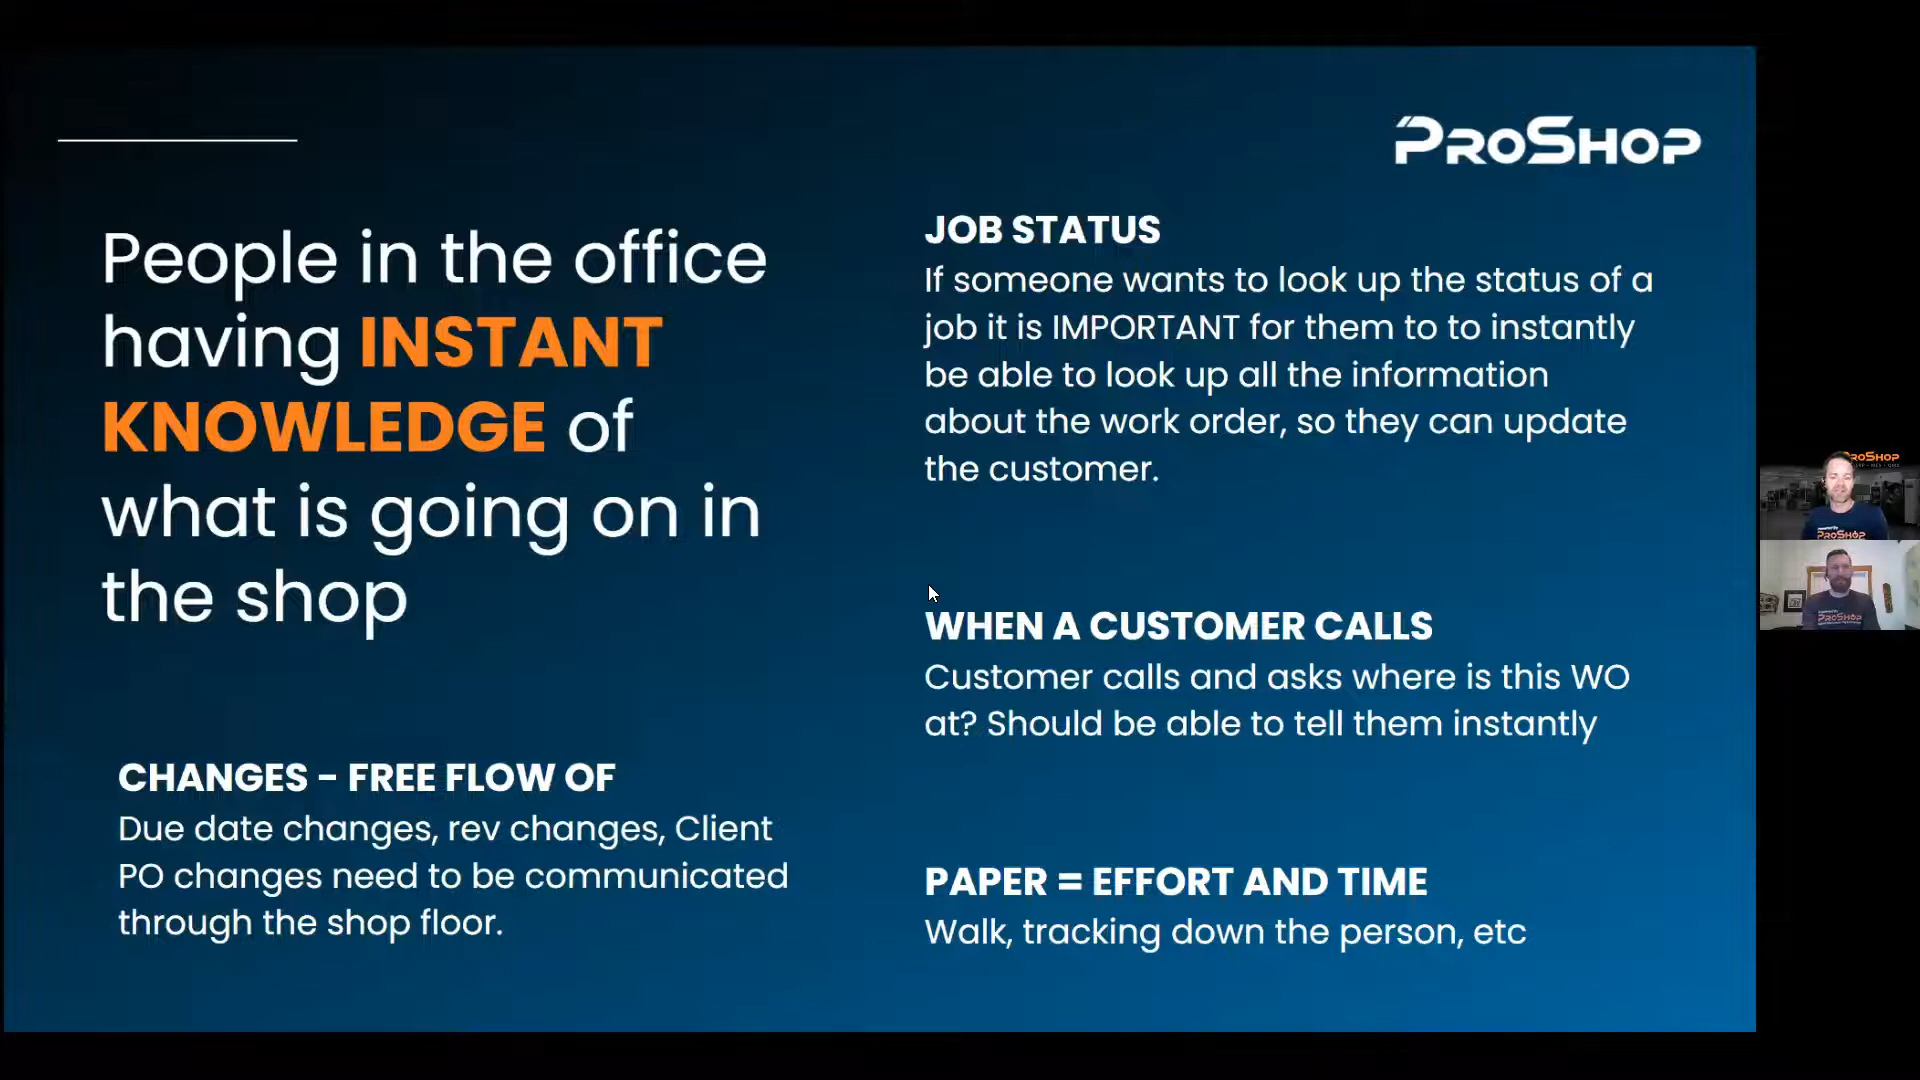 PROSHOP
People in the office
having INSTANT
KNOWLEDGE of
what is going on in
the shop
CHANGES - FREE FLOW OF
Due date changes, rev changes, Client
PO changes need to be communicated
through the shop floor.
JOB STATUS
If someone wants to look up the status of a
job it is IMPORTANT for them to to instantly
be able to look up all the information
about the work order, so they can update
the customer.
WHEN A CUSTOMER CALLS
Customer calls and asks where is this WO
at? Should be able to tell them instantly
PAPER = EFFORT AND TIME
Walk, tracking down the person, etc
PROSHOP
PROSHOP
PROSHOP